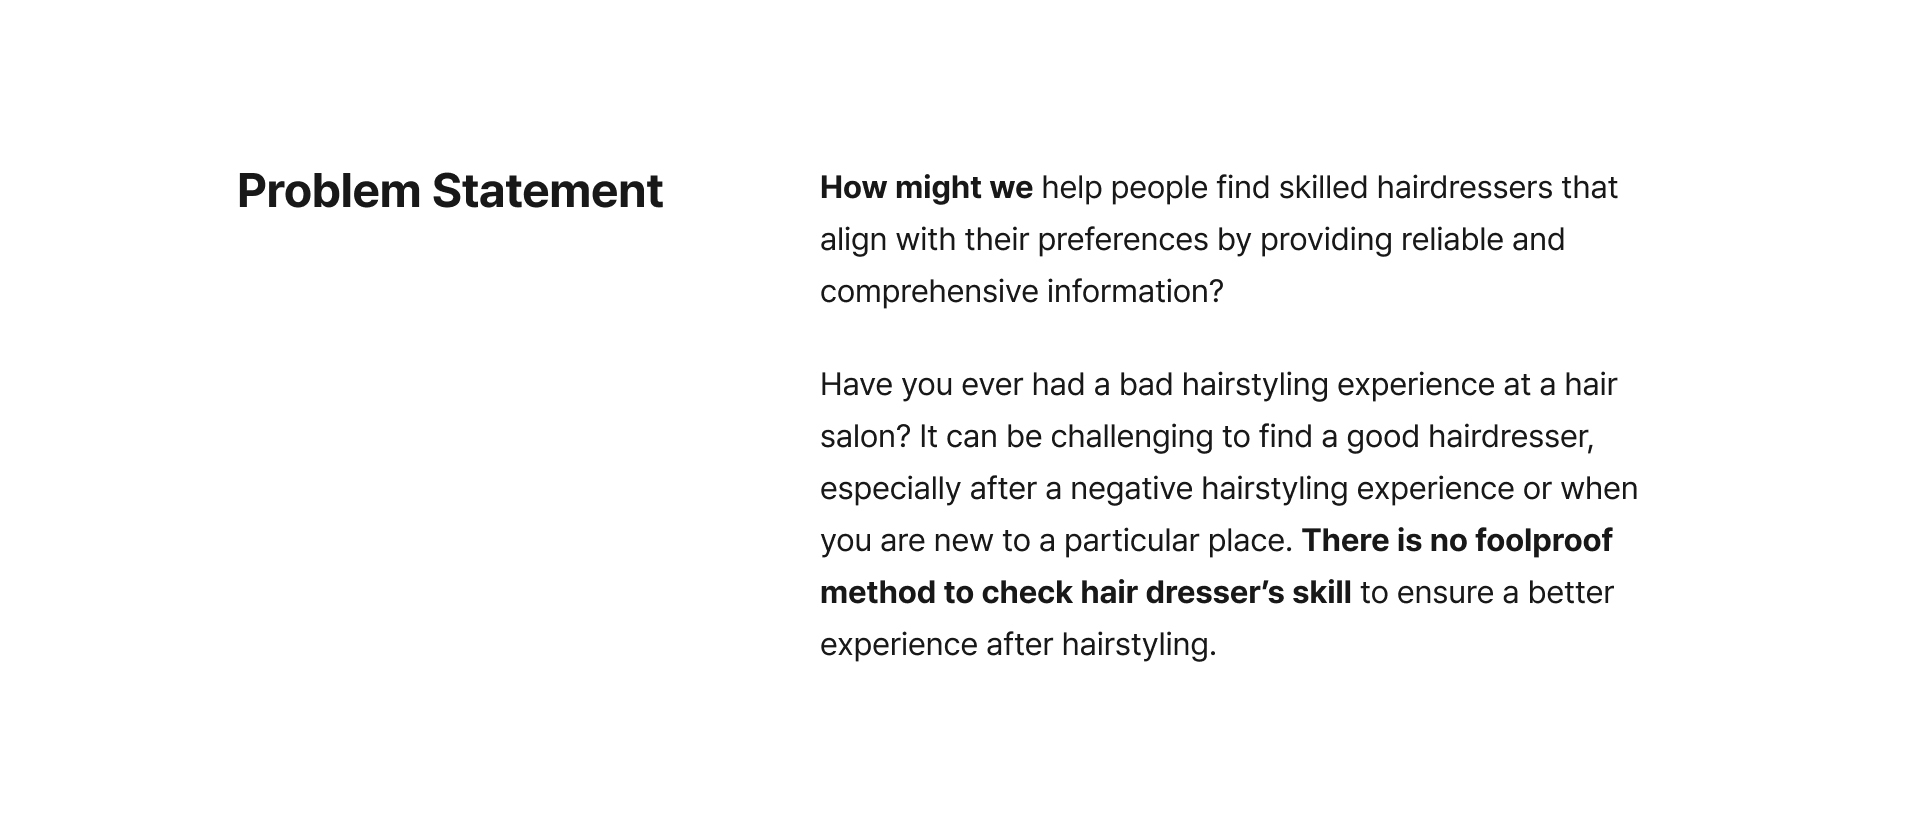 Problem Statement
How might we help people find skilled hairdressers that
align with their preferences by providing reliable and
comprehensive information?
Have you ever had a bad hairstyling experience at a hair
salon? It can be challenging to find a good hairdresser,
especially after a negative hairstyling experience or when
you are new to a particular place. There is no foolproof
method to check hair dresser’s skill to ensure a better
experience after hairstyling.